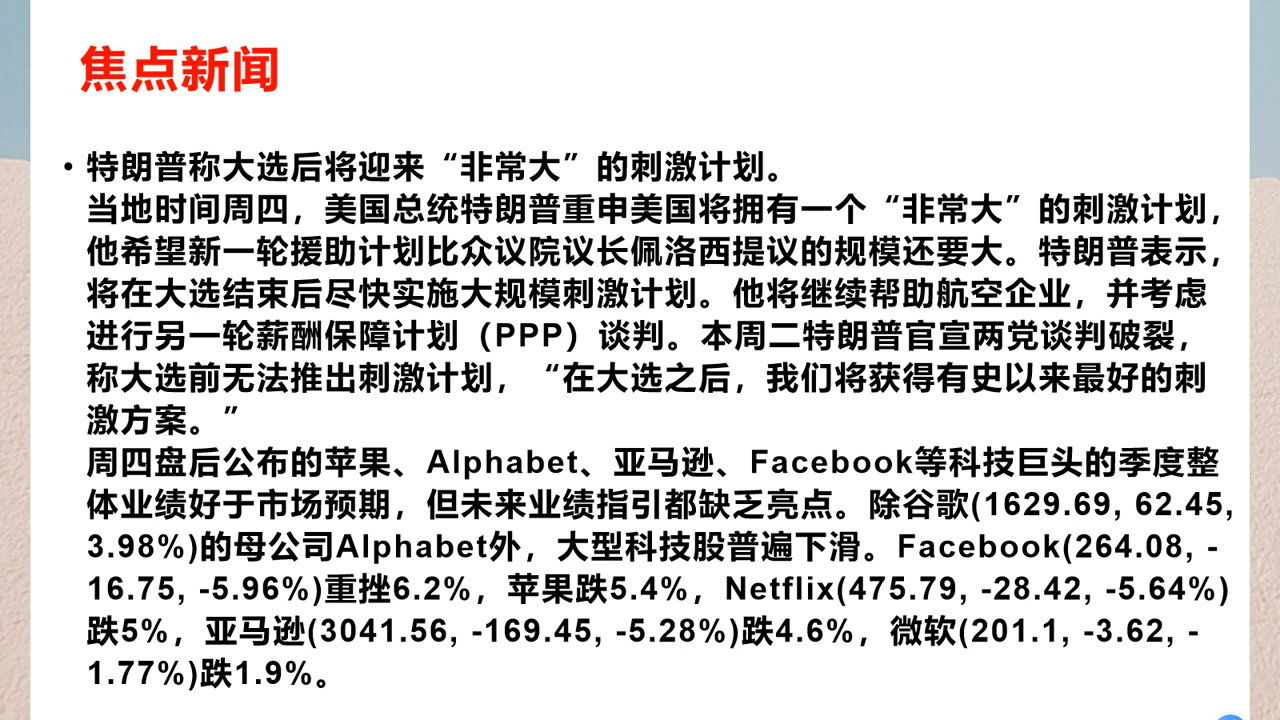 焦点新闻
• 特朗普称大选后将迎来“非常大”的刺激计划。
当地时间周四，美国总统特朗普重申美国将拥有一个“非常大”的刺激计划，
他希望新一轮援助计划比众议院议长佩洛西提议的规模还要大。特朗普表示，
将在大选结束后尽快实施大规模刺激计划。他将继续帮助航空企业，并考虑
进行另一轮薪酬保障计划（PPP）谈判。本周二特朗普官宣两党谈判破裂，
称大选前无法推出刺激计划，“在大选之后，我们将获得有史以来最好的刺
激方案。”
周四盘后公布的苹果、Alphabet、亚马逊、Facebook等科技巨头的季度整
体业绩好于市场预期，但未来业绩指引都缺乏亮点。除谷歌(1629.69, 62.45,
3.98%)的母公司Alphabet外，大型科技股普遍下滑。Facebook(264.08, -
16.75, -5.96%)重挫6.2%，苹果跌5.4%，Netflix(475.79, -28.42, -5.64%)
跌5%，亚马逊(3041.56, -169.45, -5.28%)跌4.6%，微软(201.1, -3.62, -
1.77%)跌1.9%。